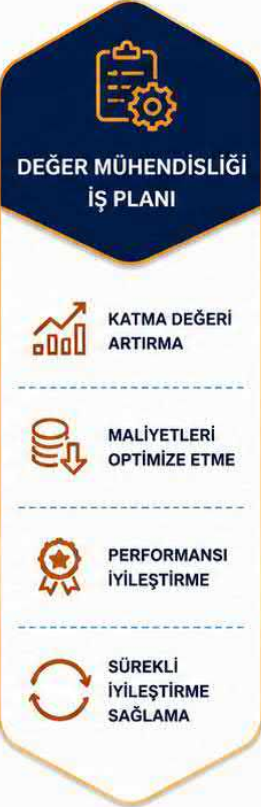 DEĞER MÜHENDİSLİĞİ
İŞ PLANI
KATMA DEĞERİ
ARTIRMA
MALİYETLERİ
OPTİMİZE ETME
PERFORMANSI
İYİLEŞTİRME
SÜREKLİ
İYİLEŞTİRME
SAĞLAMA